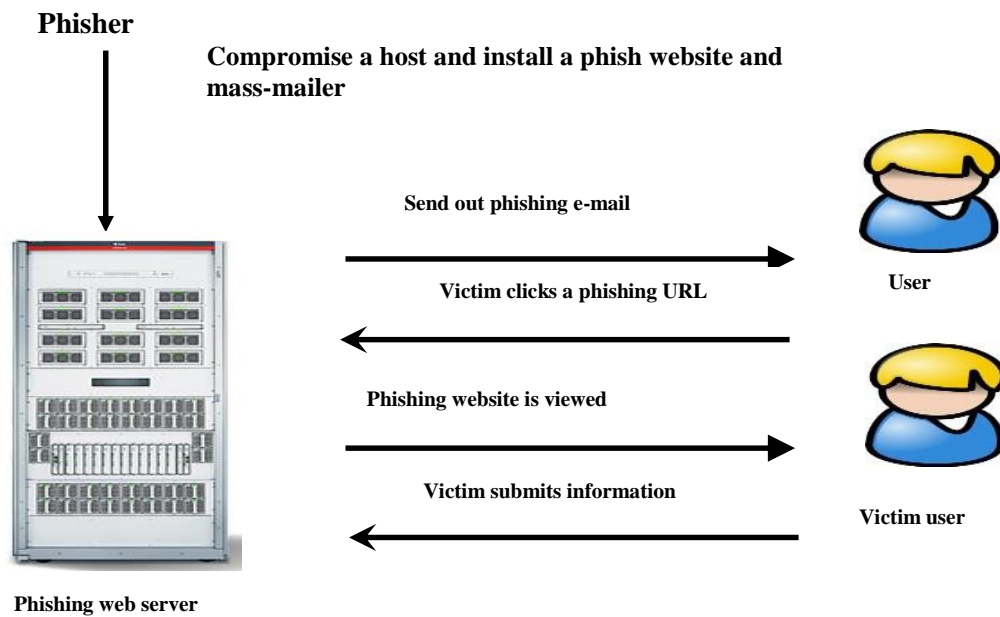 Phisher
Compromise a host and install a phish website and
mass-mailer
Send out phishing e-mail
User
Victim clicks a phishing URL
Phishing website is viewed
Victim submits information
Victim user
Phishing web server